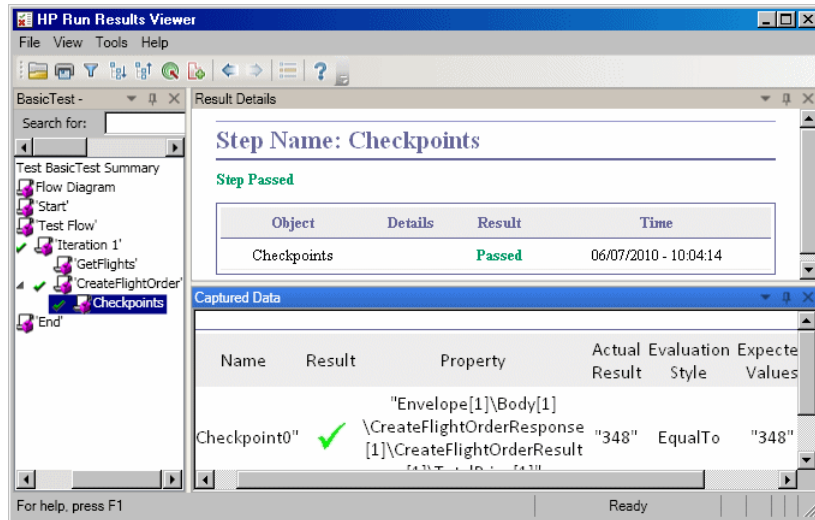 HP Run Results Viewer
File View Tools Help
BasicTest -
Search for:
Test BasicTest Summary
Flow Diagram
'Start'
'Test Flow'
'Iteration 1'
'GetFlights'
'CreateFlightOrder'
Checkpoints
'End'
Result Details
Step Name: Checkpoints
Step Passed
Object Details Result Time
Checkpoints Passed 06/07/2010 - 10:04:14
Captured Data
Name Result Property Actual Result Evaluation Style Expecte Values
Checkpoint0" "Envelope[1]\Body[1]
\CreateFlightOrderResponse
[1]\CreateFlightOrderResult
"348" EqualTo "348"
For help, press F1
Ready